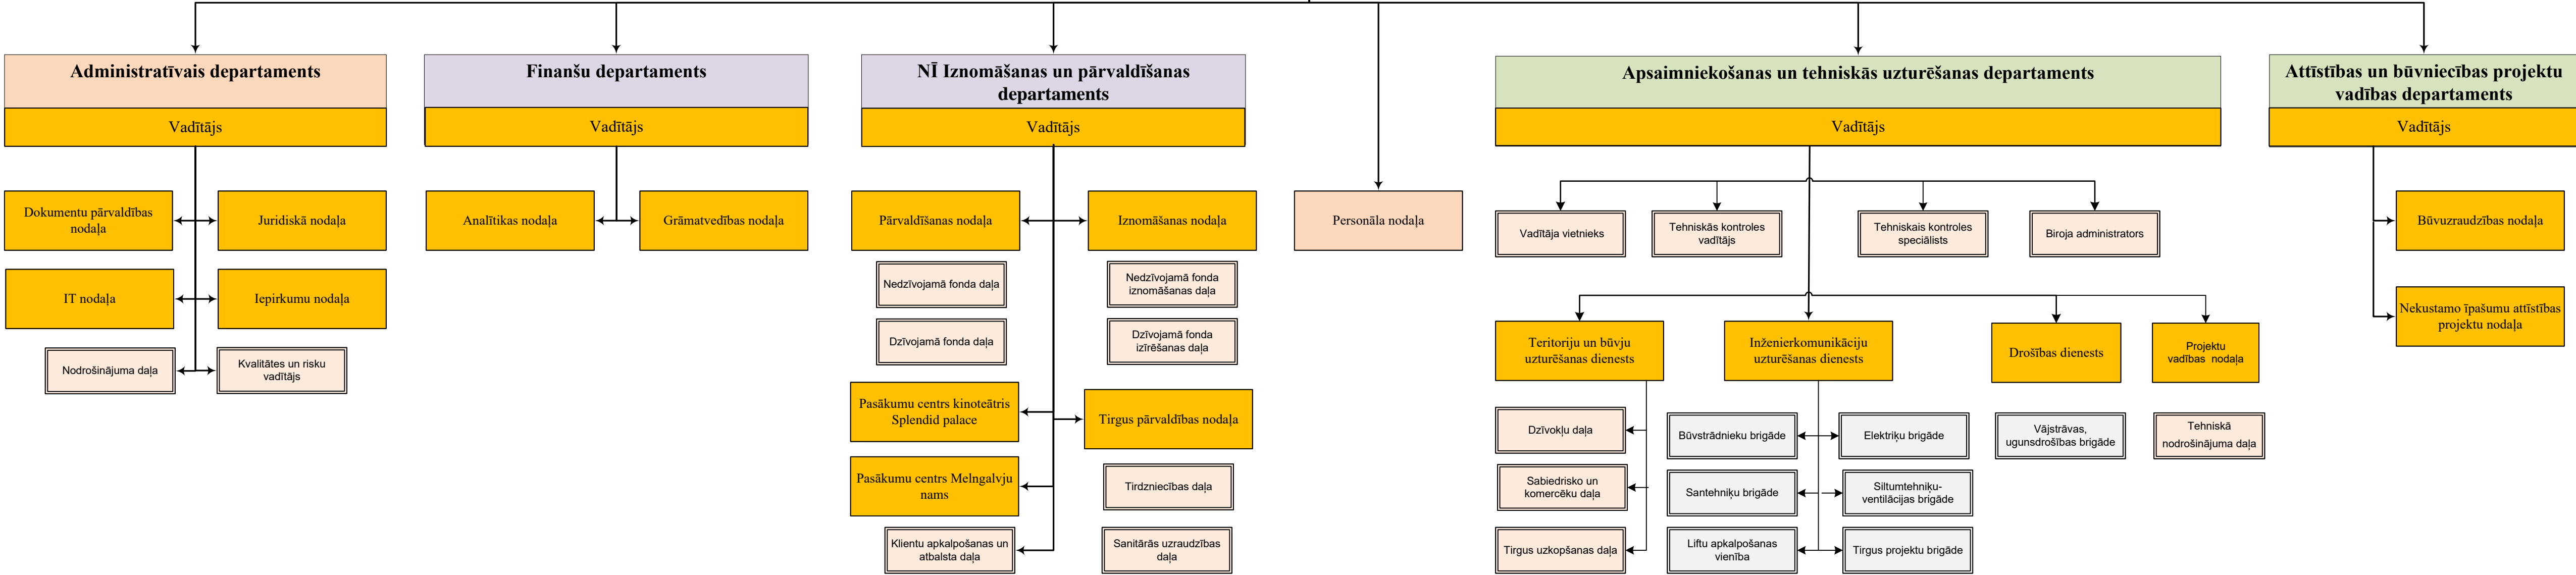 Administratīvais departaments
Vadītājs
Dokumentu pārvaldības
nodaļa
Juridiskā nodaļa
IT nodaļa
Iepirkumu nodaļa
Nodrošinājuma daļa
Kvalitātes un risku
vadītājs
Finanšu departaments
Vadītājs
Analītikas nodaļa
Grāmatvedības nodaļa
NĪ Iznomāšanas un pārvaldīšanas
departaments
Vadītājs
Pārvaldīšanas nodaļa
Iznomāšanas nodaļa
Nedzīvojamā fonda daļa
Nedzīvojamā fonda
iznomāšanas daļa
Dzīvojamā fonda daļa
Dzīvojamā fonda
izīrēšanas daļa
Pasākumu centrs kinoteātris
Splendid palace
Tirgus pārvaldības nodaļa
Pasākumu centrs Melngalvju
nams
Tirdzniecības daļa
Klientu apkalpošanas un
atbalsta daļa
Sanitārās uzraudzības
daļa
Personāla nodaļa
Apsaimniekošanas un tehniskās uzturēšanas departaments
Vadītājs
Vadītāja vietnieks
Tehniskās kontroles
vadītājs
Tehniskais kontroles
speciālists
Biroja administrators
Teritoriju un būvju
uzturēšanas dienests
Inženierkomunikāciju
uzturēšanas dienests
Drošības dienests
Projektu
vadības nodaļa
Dzīvokļu daļa
Būvstrādnieku brigāde
Elektriķu brigāde
Vājstrāvas,
ugunsdrošības brigāde
Tehniskā
nodrošinājuma daļa
Sabiedrisko un
komercēku daļa
Santehniķu brigāde
Siltumtehniķu-
ventilācijas brigāde
Tirgus uzkopšanas daļa
Liftu apkalpošanas
vienība
Tirgus projektu brigāde
Attīstības un būvniecības projektu
vadības departaments
Vadītājs
Būvuzraudzības nodaļa
Nekustamo īpašumu attīstības
projektu nodaļa